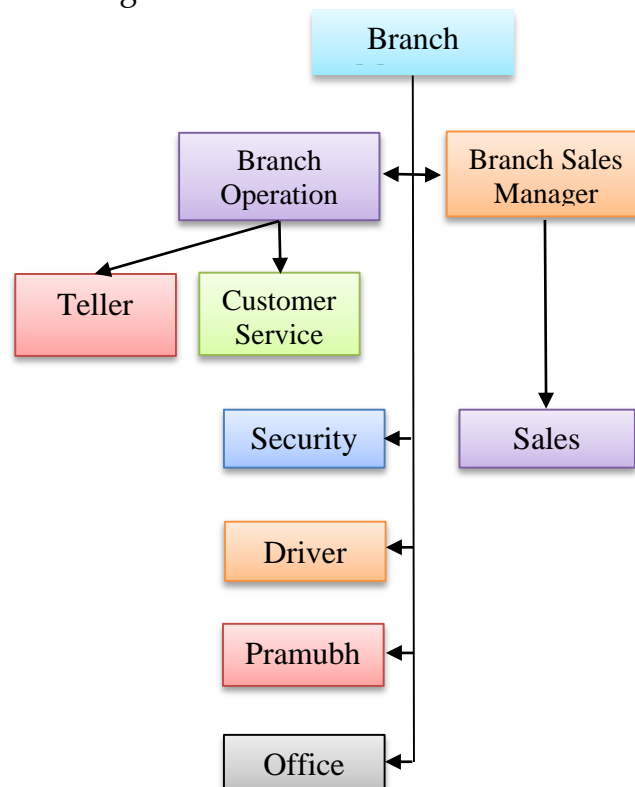 Branch
Branch
Operation
Branch Sales
Manager
Teller
Customer
Service
Security
Sales
Driver
Pramubh
Office